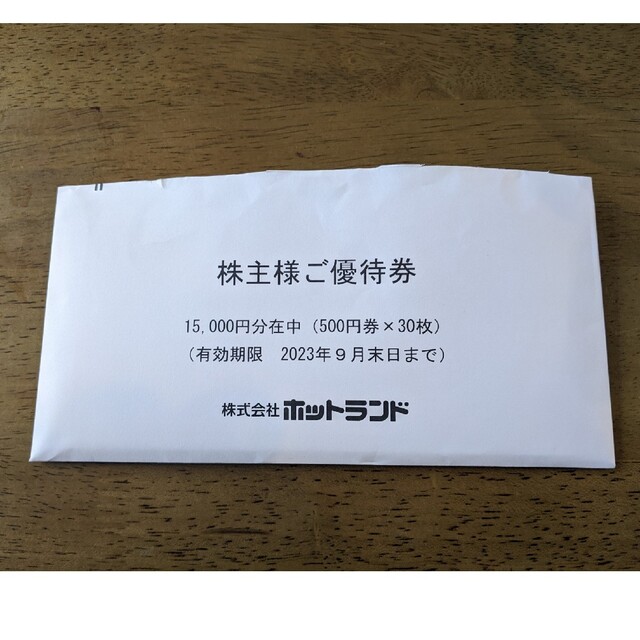 株主様ご優待券
15,000円分在中（500円券×30枚）
（有効期限　2023年９月末日まで）
株式会社ホットランド